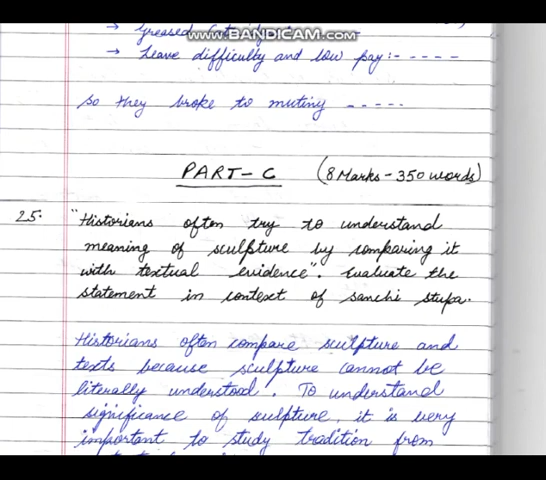 WWW.BANDICAM.COM
→ Leave difficulty and low pay:- - - - -
so they broke to mutiny - - - - -
PART-C (8 Marks - 350 words)
25. "Historians often try to understand
meaning of sculpture by comparing it
with textual evidence". Evaluate the
statement in context of sanchi stupa.
Historians often compare sculpture and
texts because sculpture cannot be
literally understood. To understand
significance of sculpture, it is very
important to study tradition from